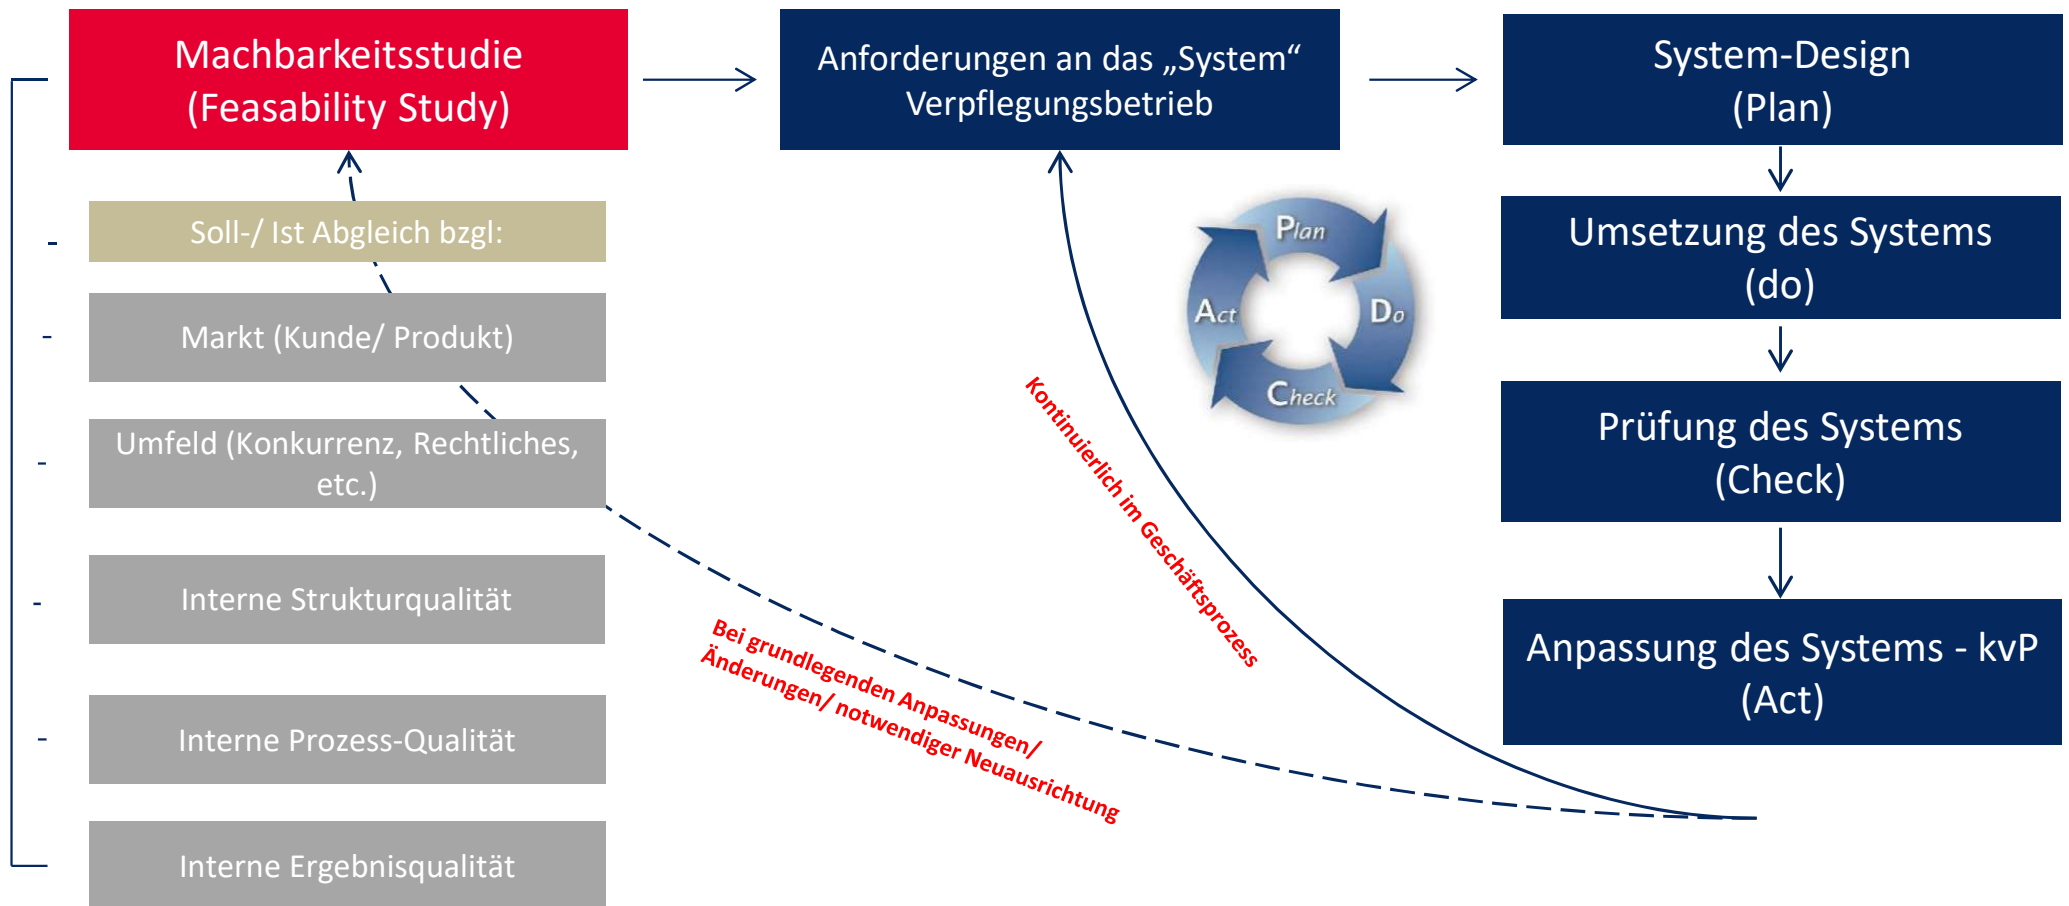 Machbarkeitsstudie
(Feasability Study)
Anforderungen an das „System“
Verpflegungsbetrieb
System-Design
(Plan)
Soll-/ Ist Abgleich bzgl:
Markt (Kunde/ Produkt)
Umfeld (Konkurrenz, Rechtliches,
etc.)
Interne Strukturqualität
Interne Prozess-Qualität
Interne Ergebnisqualität
Bei grundlegenden Anpassungen/
Änderungen/ notwendiger Neuausrichtung
Kontinuierlich im Geschäftsprozess
Plan
Do
Check
Act
Umsetzung des Systems
(do)
Prüfung des Systems
(Check)
Anpassung des Systems - kvP
(Act)